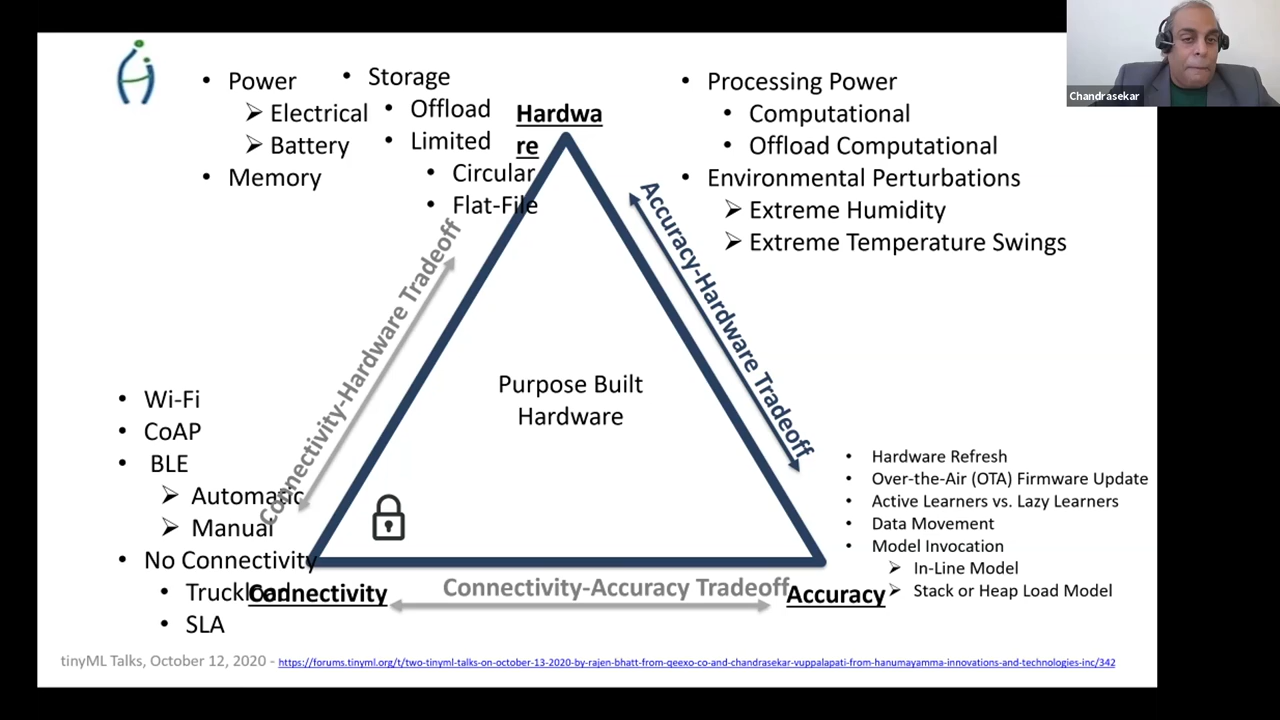 Chandrasekar
Power
Electrical
Battery
Memory
Storage
Offload
Limited
Circular
Flat-File
Hardwa
re
Processing Power
Computational
Offload Computational
Environmental Perturbations
Extreme Humidity
Extreme Temperature Swings
Connectivity-Hardware Tradeoff
Accuracy-Hardware Tradeoff
Purpose Built
Hardware
Wi-Fi
CoAP
BLE
Automatic
Manual
No Connectivity
Truckload
SLA
Hardware Refresh
Over-the-Air (OTA) Firmware Update
Active Learners vs. Lazy Learners
Data Movement
Model Invocation
In-Line Model
Stack or Heap Load Model
Connectivity
Connectivity-Accuracy Tradeoff
Accuracy
tinyML Talks, October 12, 2020 - https://forums.tinyml.org/t/two-tinyml-talks-on-october-13-2020-by-rajen-bhatt-from-qeexo-co-and-chandrasekar-vuppalapati-from-hanumayamma-innovations-and-technologies-inc/342